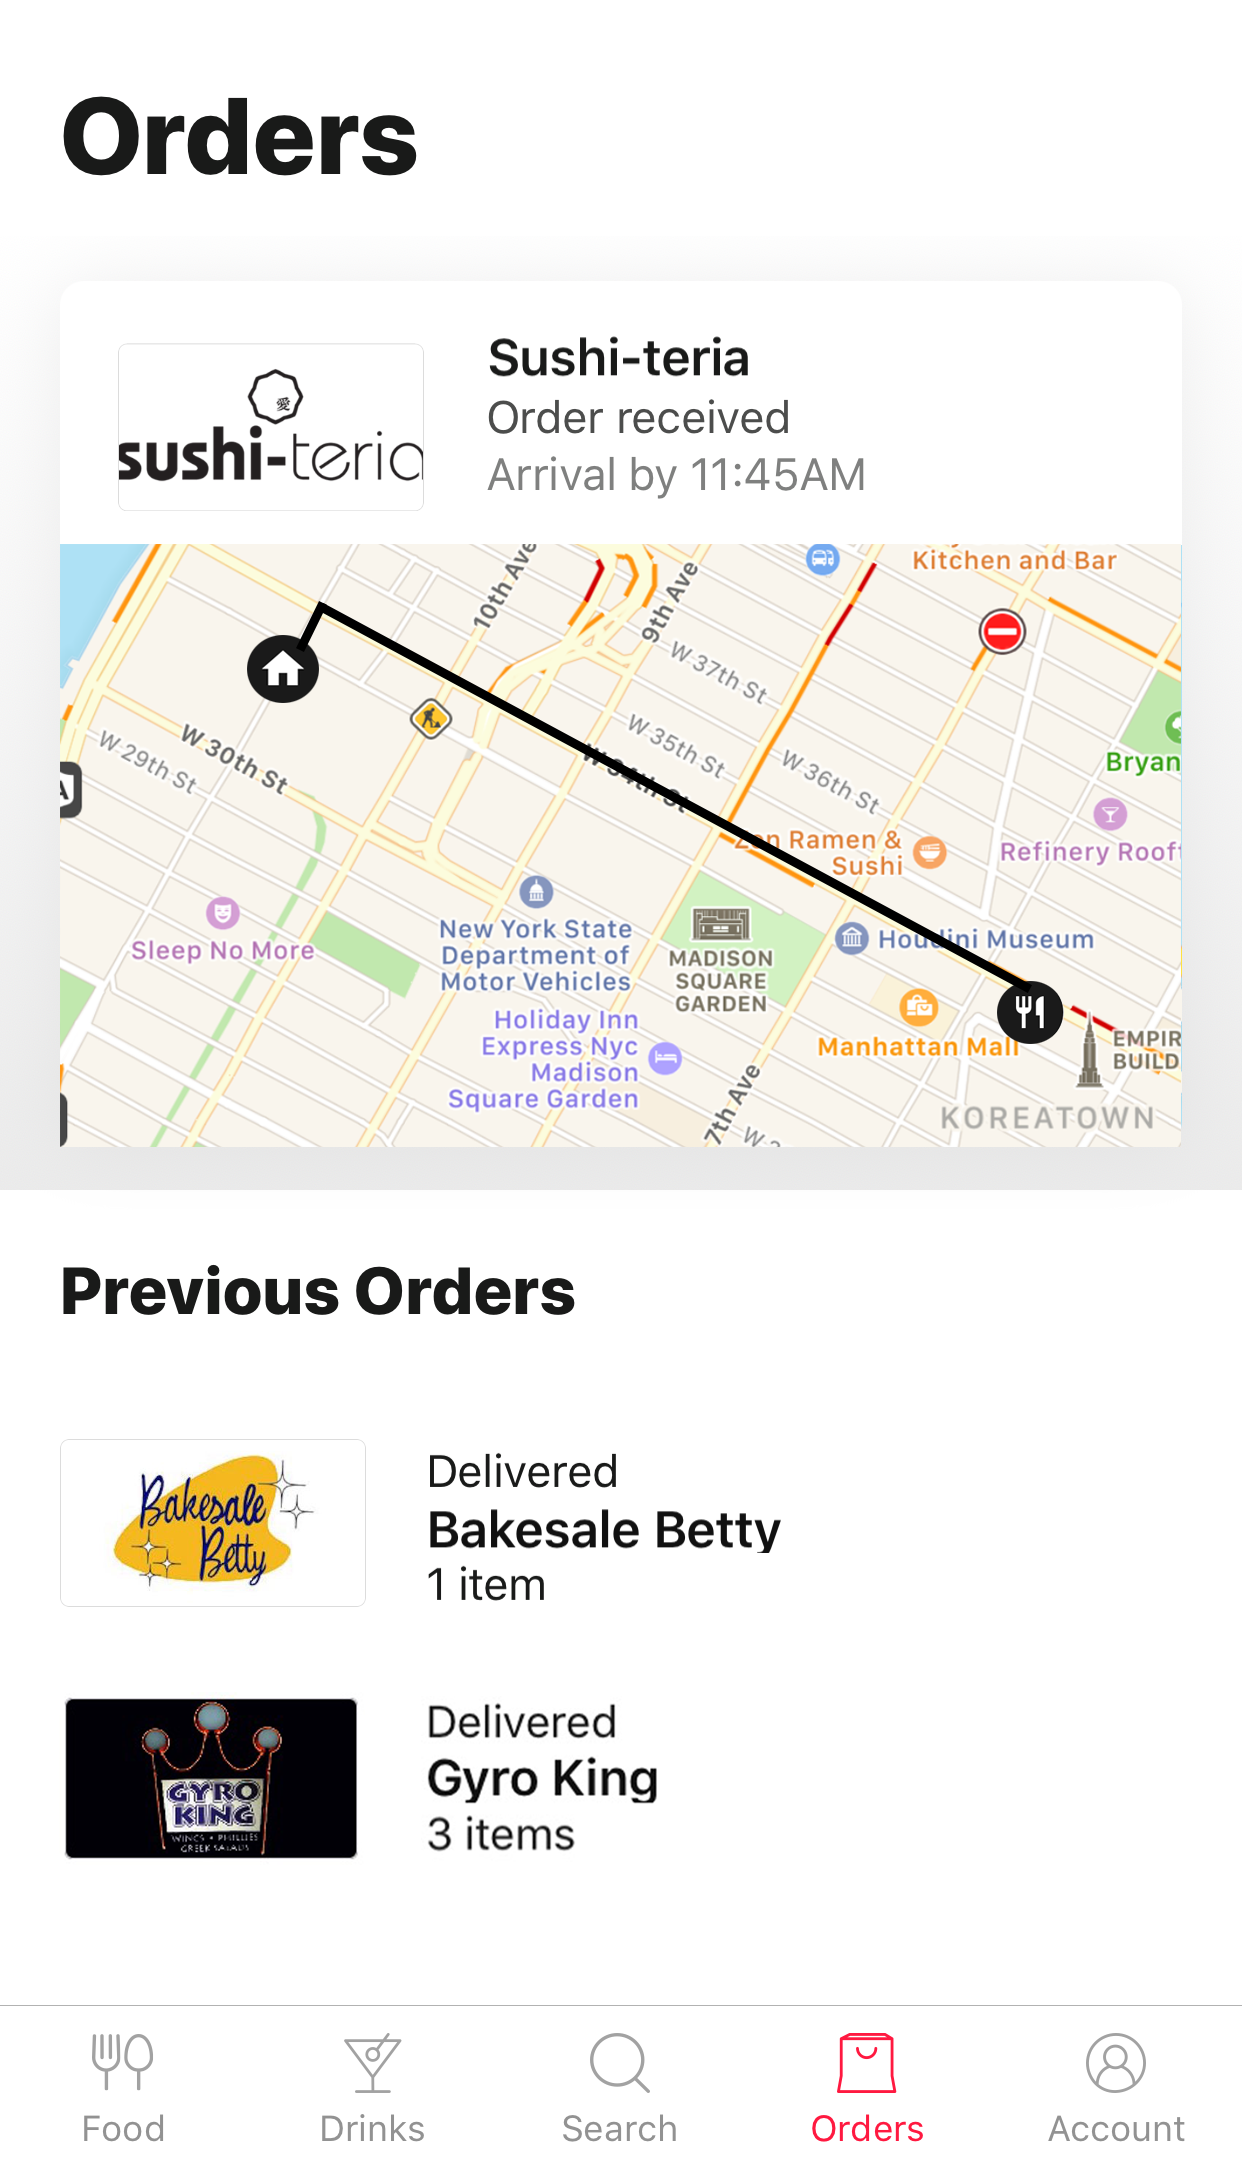 Orders
愛
sushi-teria
Sushi-teria
Order received
Arrival by 11:45AM
Kitchen and Bar
10th Ave
9th Ave
W 37th St
W 35th St
W 36th St
W 34th St
W 30th St
W 29th St
A
Bryan
Zen Ramen &
Sushi
Refinery Rooft
Sleep No More
New York State
Department of
Motor Vehicles
MADISON
SQUARE
GARDEN
Houdini Museum
Holiday Inn
Express Nyc
Madison
Square Garden
Manhattan Mall
EMPIR
BUILD
7th Ave
KOREATOWN
Previous Orders
Bakesale
Betty
Delivered
Bakesale Betty
1 item
GYRO
KING
WINGS • PHILLIES
GREEK SALADS
Delivered
Gyro King
3 items
Food
Drinks
Search
Orders
Account